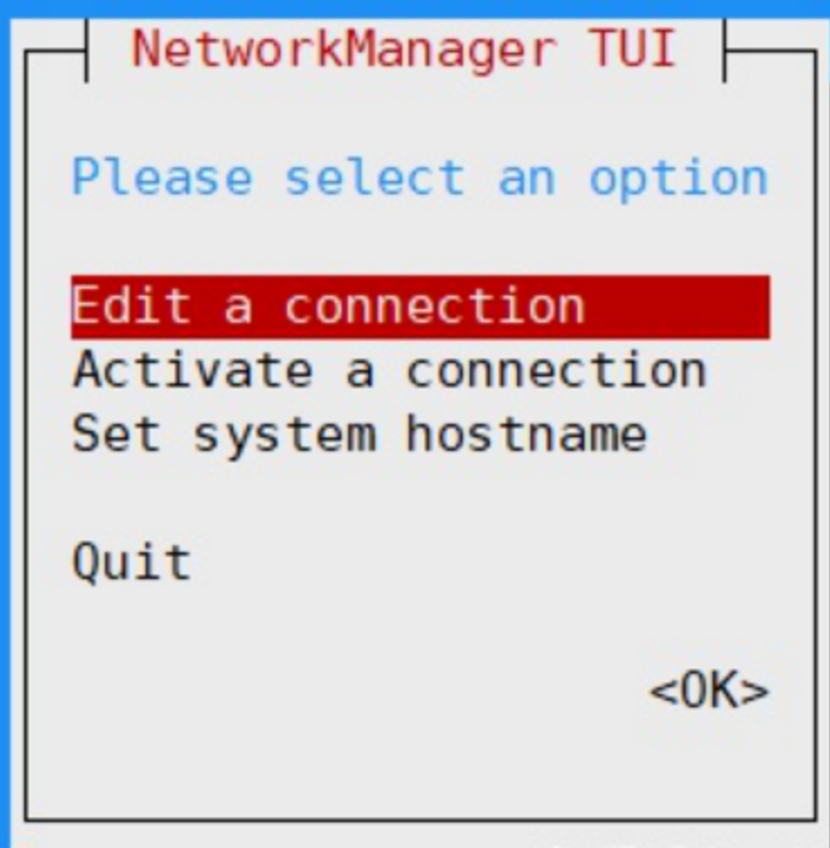 NetworkManager TUI
Please select an option
Edit a connection
Activate a connection
Set system hostname
Quit
<OK>